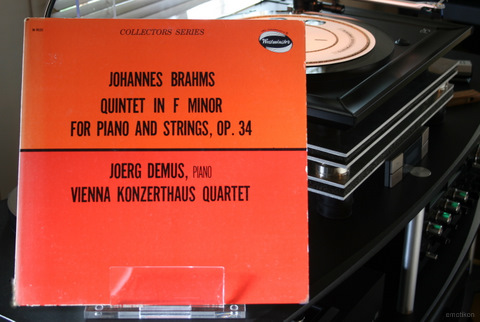 COLLECTORS SERIES
Westminster
JOHANNES BRAHMS
QUINTET IN F MINOR
FOR PIANO AND STRINGS, OP. 34
JOERG DEMUS, PIANO
VIENNA KONZERTHAUS QUARTET
emotikon